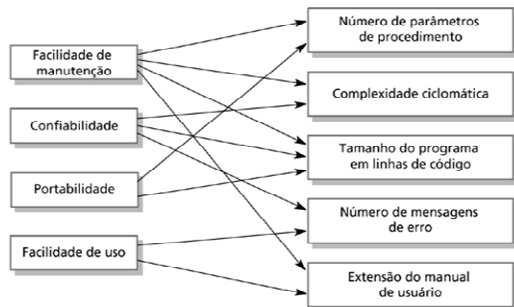 Facilidade de
manutenção
Confiabilidade
Portabilidade
Facilidade de uso
Número de parâmetros
de procedimento
Complexidade ciclomática
Tamanho do programa
em linhas de código
Número de mensagens
de erro
Extensão do manual
de usuário